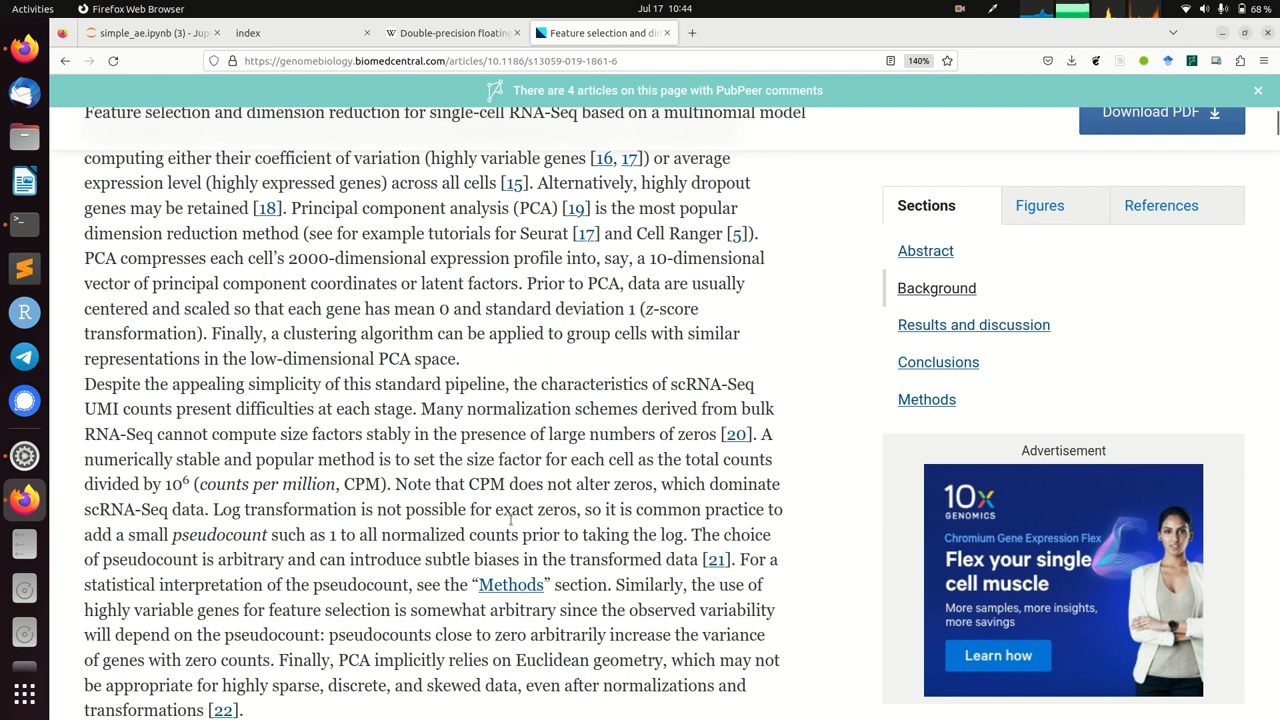 Activities
Firefox Web Browser
Jul 17 10:44
68 %
simple_ae.ipynb (3) - Jup
index
Double-precision floating
Feature selection and dim
https://genomebiology.biomedcentral.com/articles/10.1186/s13059-019-1861-6
140%
There are 4 articles on this page with PubPeer comments
Feature selection and dimension reduction for single-cell RNA-Seq based on a multinomial model
Download PDF
computing either their coefficient of variation (highly variable genes [16, 17]) or average
expression level (highly expressed genes) across all cells [15]. Alternatively, highly dropout
genes may be retained [18]. Principal component analysis (PCA) [19] is the most popular
dimension reduction method (see for example tutorials for Seurat [17] and Cell Ranger [5]).
PCA compresses each cell’s 2000-dimensional expression profile into, say, a 10-dimensional
vector of principal component coordinates or latent factors. Prior to PCA, data are usually
centered and scaled so that each gene has mean 0 and standard deviation 1 (z-score
transformation). Finally, a clustering algorithm can be applied to group cells with similar
representations in the low-dimensional PCA space.
Despite the appealing simplicity of this standard pipeline, the characteristics of scRNA-Seq
UMI counts present difficulties at each stage. Many normalization schemes derived from bulk
RNA-Seq cannot compute size factors stably in the presence of large numbers of zeros [20]. A
numerically stable and popular method is to set the size factor for each cell as the total counts
divided by 10⁶ (counts per million, CPM). Note that CPM does not alter zeros, which dominate
scRNA-Seq data. Log transformation is not possible for exact zeros, so it is common practice to
add a small pseudocount such as 1 to all normalized counts prior to taking the log. The choice
of pseudocount is arbitrary and can introduce subtle biases in the transformed data [21]. For a
statistical interpretation of the pseudocount, see the “Methods” section. Similarly, the use of
highly variable genes for feature selection is somewhat arbitrary since the observed variability
will depend on the pseudocount: pseudocounts close to zero arbitrarily increase the variance
of genes with zero counts. Finally, PCA implicitly relies on Euclidean geometry, which may not
be appropriate for highly sparse, discrete, and skewed data, even after normalizations and
transformations [22].
Sections
Figures
References
Abstract
Background
Results and discussion
Conclusions
Methods
Advertisement
10x
GENOMICS
Chromium Gene Expression Flex
Flex your single
cell muscle
More samples, more insights,
more savings
Learn how